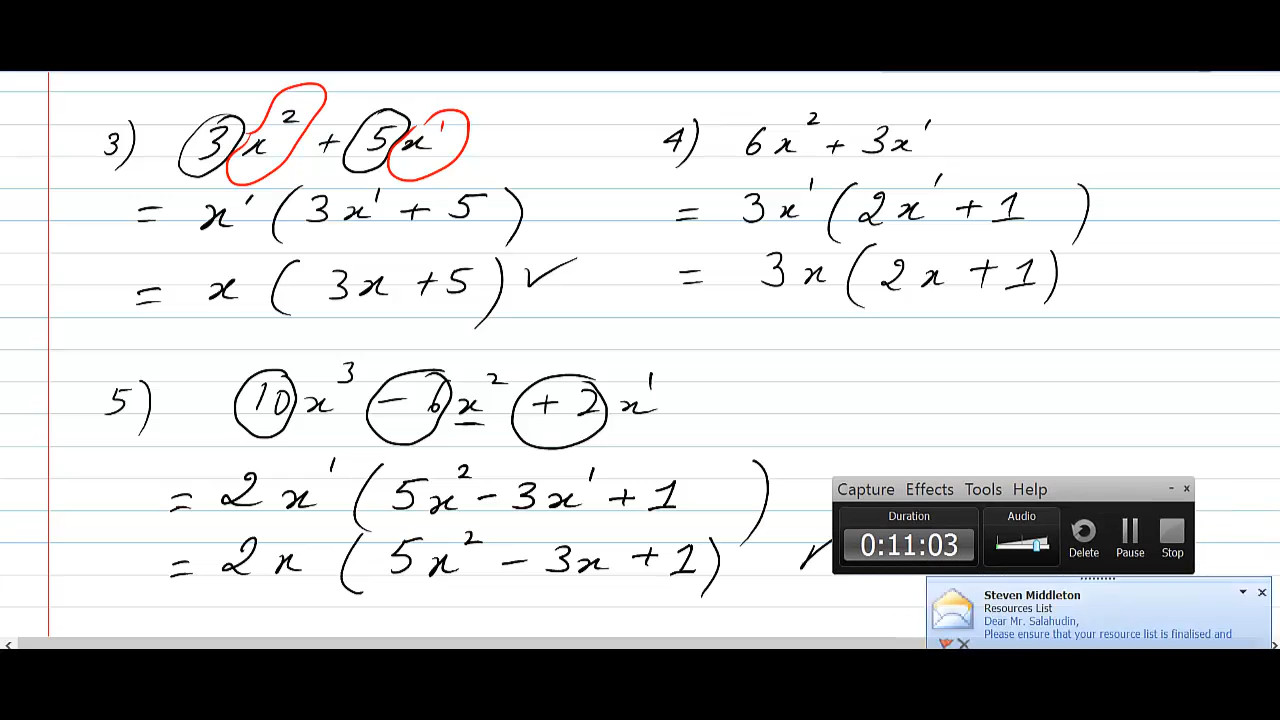 3) 3x² + 5x¹
= x¹ (3x¹ + 5)
= x (3x + 5) ✓
4) 6x² + 3x¹
= 3x¹ (2x¹ + 1)
= 3x (2x + 1)
5) 10x³ - 6x² + 2x¹
= 2x¹ (5x² - 3x¹ + 1)
= 2x (5x² - 3x + 1) ✓
Capture Effects Tools Help
Duration
0:11:03
Audio
Delete Pause Stop
Steven Middleton
Resources List
Dear Mr. Salahudin,
Please ensure that your resource list is finalised and